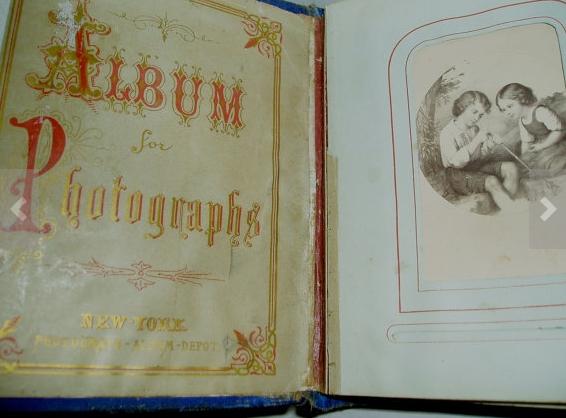 Album
for
Photographs
NEW-YORK
PHOTOGRAPH-ALBUM-DEPOT